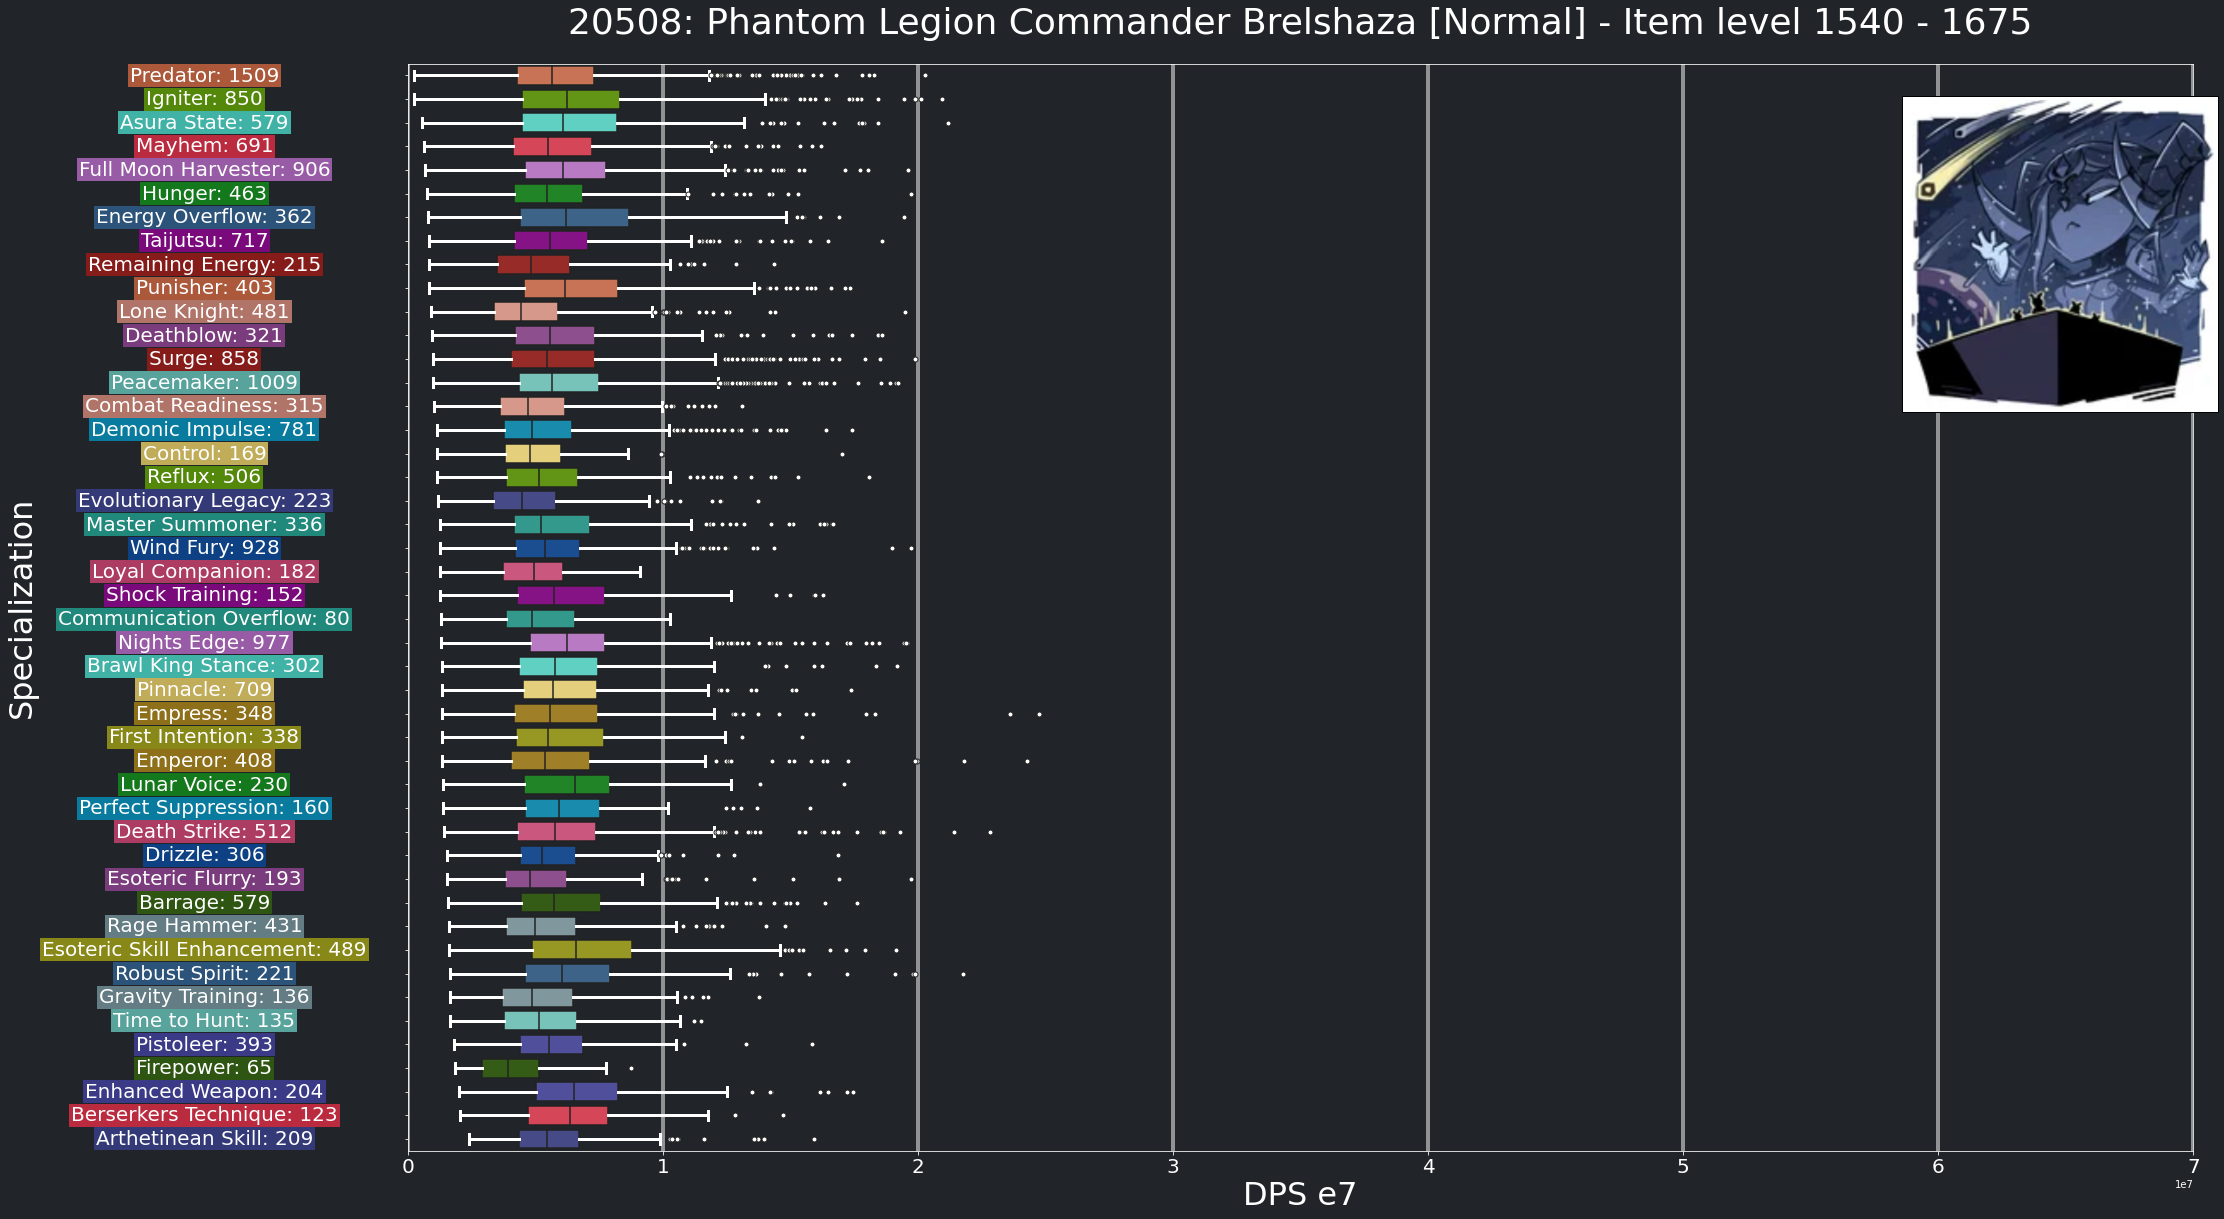 20508: Phantom Legion Commander Brelshaza [Normal] - Item level 1540 - 1675
Specialization
Predator: 1509
Igniter: 850
Asura State: 579
Mayhem: 691
Full Moon Harvester: 906
Hunger: 463
Energy Overflow: 362
Taijutsu: 717
Remaining Energy: 215
Punisher: 403
Lone Knight: 481
Deathblow: 321
Surge: 858
Peacemaker: 1009
Combat Readiness: 315
Demonic Impulse: 781
Control: 169
Reflux: 506
Evolutionary Legacy: 223
Master Summoner: 336
Wind Fury: 928
Loyal Companion: 182
Shock Training: 152
Communication Overflow: 80
Nights Edge: 977
Brawl King Stance: 302
Pinnacle: 709
Empress: 348
First Intention: 338
Emperor: 408
Lunar Voice: 230
Perfect Suppression: 160
Death Strike: 512
Drizzle: 306
Esoteric Flurry: 193
Barrage: 579
Rage Hammer: 431
Esoteric Skill Enhancement: 489
Robust Spirit: 221
Gravity Training: 136
Time to Hunt: 135
Pistoleer: 393
Firepower: 65
Enhanced Weapon: 204
Berserkers Technique: 123
Arthetinean Skill: 209
0 1 2 3 4 5 6 7
1e7
DPS e7